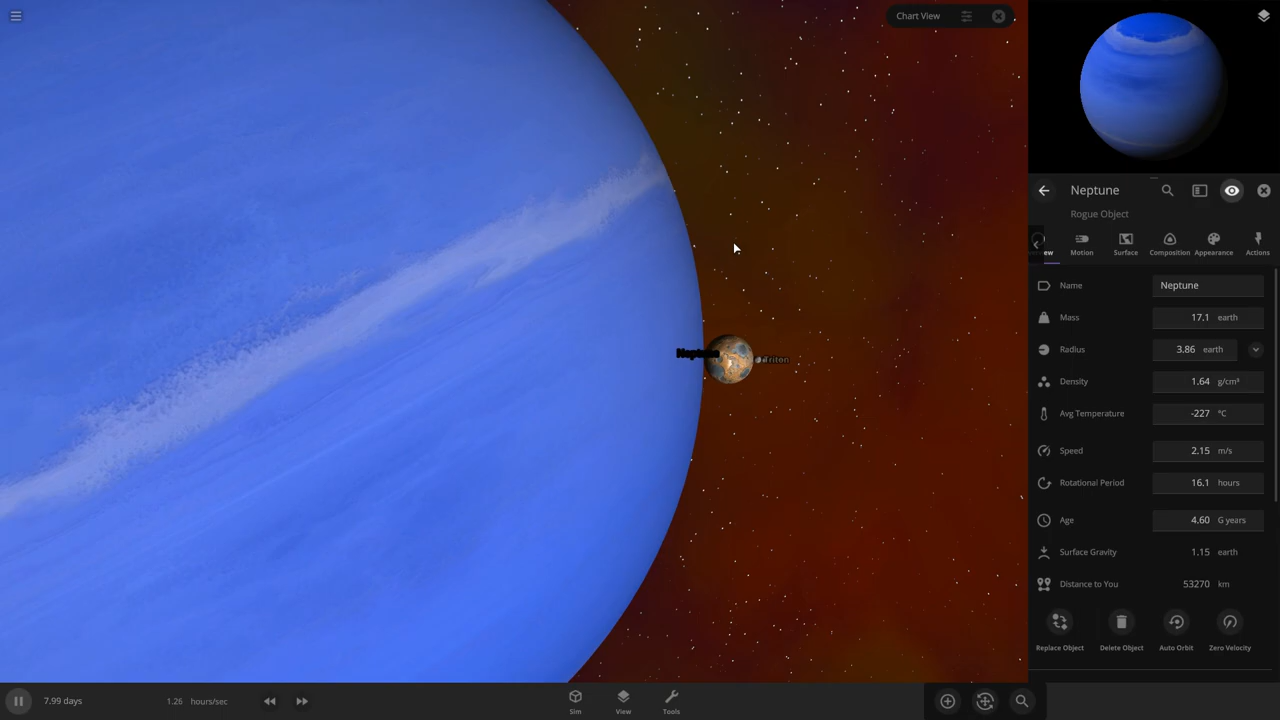 Chart View
Neptune
Rogue Object
Motion
Surface
Composition
Appearance
Actions
Name Neptune
Mass 17.1 earth
Radius 3.86 earth
Density 1.64 g/cm³
Avg Temperature -227 °C
Speed 2.15 m/s
Rotational Period 16.1 hours
Age 4.60 G years
Surface Gravity 1.15 earth
Distance to You 53270 km
Replace Object
Delete Object
Auto Orbit
Zero Velocity
Neptune
Triton
7.99 days
1.26 hours/sec
Sim
View
Tools